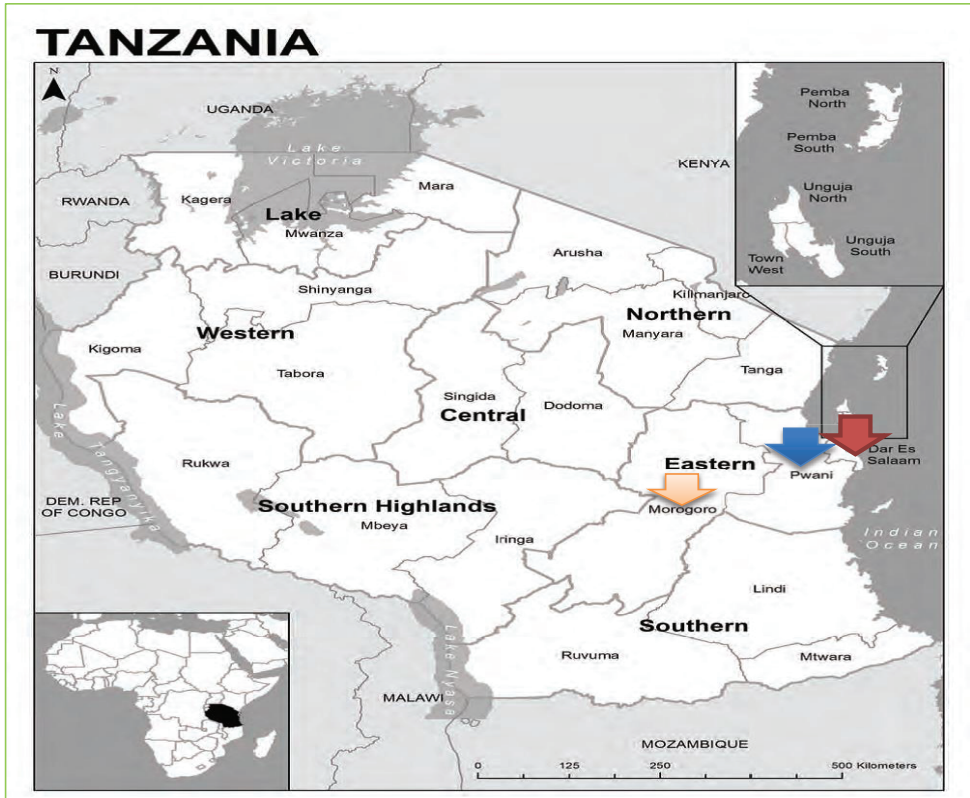 TANZANIA
N
UGANDA
Lake
Victoria
KENYA
Pemba
North
Pemba
South
Unguja
North
Unguja
South
Town
West
RWANDA
Kagera
Mara
Lake
Mwanza
BURUNDI
Arusha
Shinyanga
Kilimanjaro
Northern
Manyara
Western
Kigoma
Tabora
Tanga
Singida
Central
Dodoma
Rukwa
Eastern
Dar Es
Salaam
Pwani
Lake
Tangyanyika
DEM. REP
OF CONGO
Southern Highlands
Mbeya
Morogoro
Iringa
Indian
Ocean
Lindi
Southern
Ruvuma
Mtwara
Lake Nyasa
MALAWI
MOZAMBIQUE
0 125 250 500 Kilometers